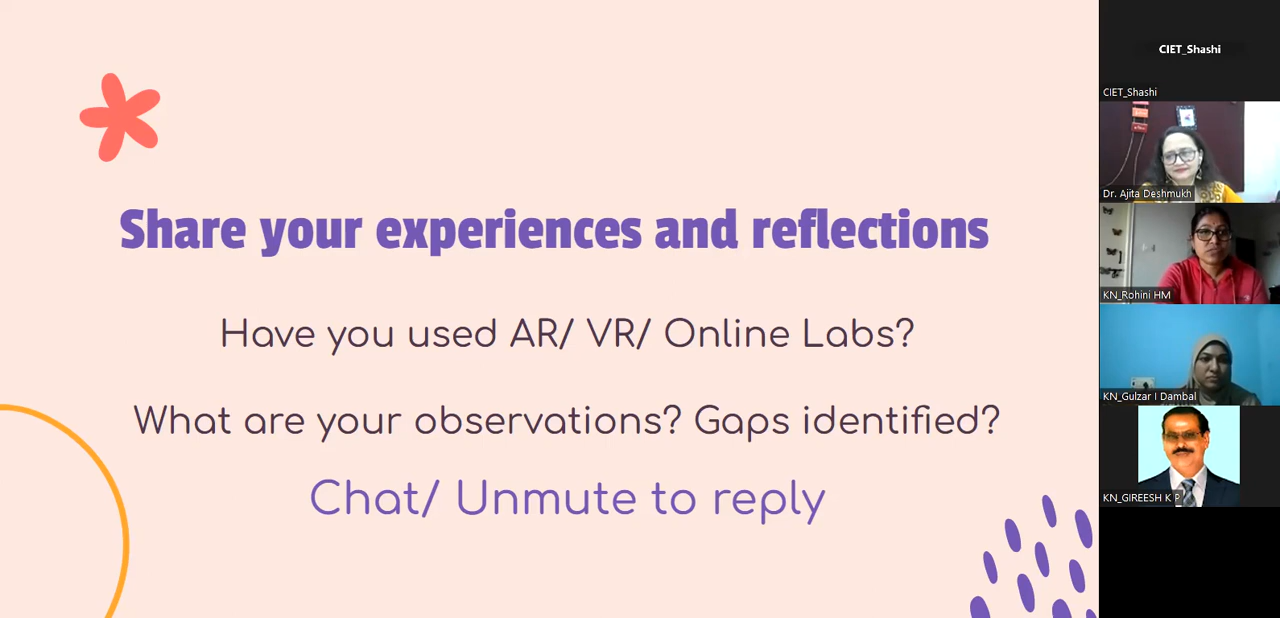 Share your experiences and reflections
Have you used AR/ VR/ Online Labs?
What are your observations? Gaps identified?
Chat/ Unmute to reply
CIET_Shashi
CIET_Shashi
Dr. Ajita Deshmukh
KN_Rohini HM
KN_Gulzar I Dambal
KN_GIREESH K P